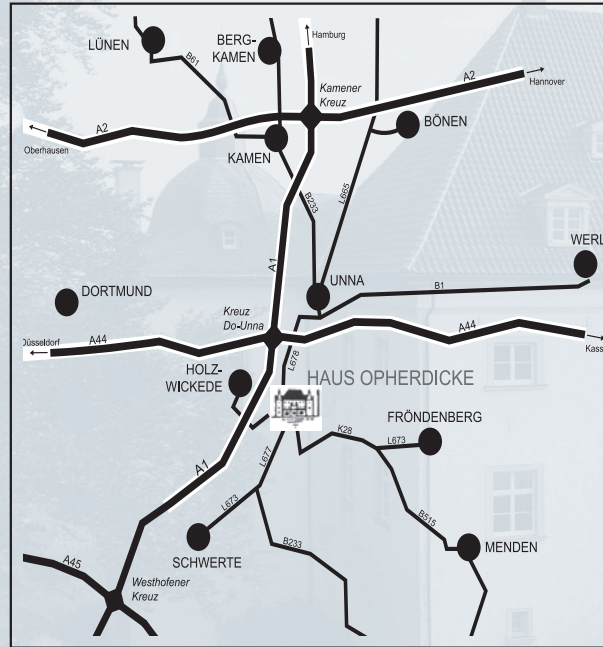 Hamburg
LÜNEN
BERG-
KAMEN
B61
A2
Hannover
Kamener
Kreuz
A2
Oberhausen
BÖNEN
KAMEN
B233
L665
WERL
A1
UNNA
B1
DORTMUND
Kreuz
Do-Unna
Düsseldorf
A44
A44
Kass
L678
HOLZ-
WICKEDE
HAUS OPHERDICKE
FRÖNDENBERG
K28
L673
A1
L677
L673
B515
SCHWERTE
B233
MENDEN
A45
Westhofener
Kreuz